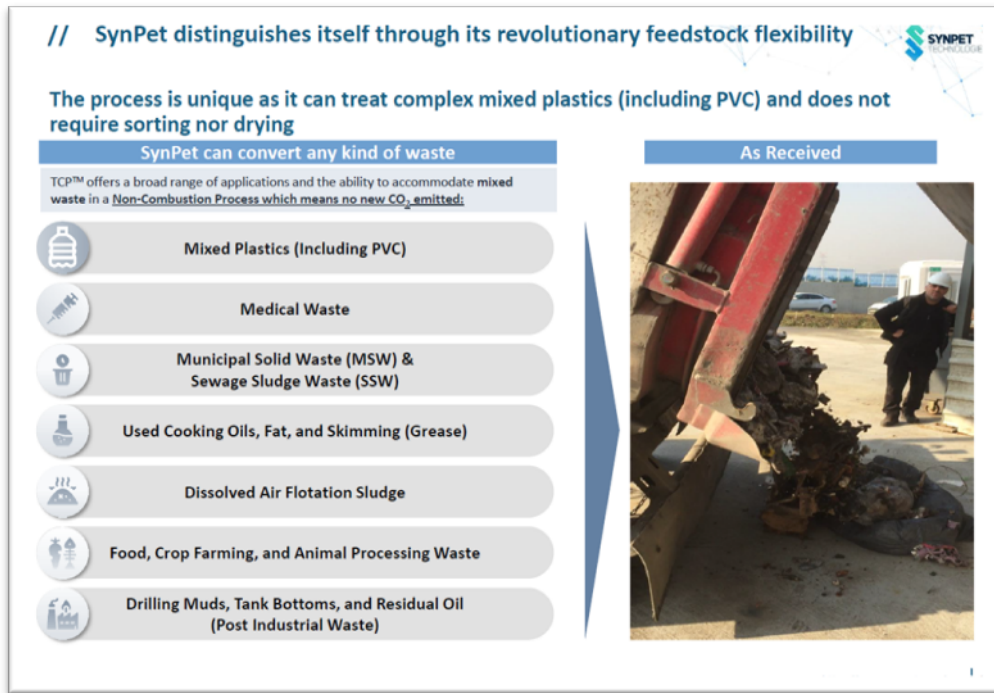 // SynPet distinguishes itself through its revolutionary feedstock flexibility
SYNPET
TECHNOLOGIE
The process is unique as it can treat complex mixed plastics (including PVC) and does not
require sorting nor drying
SynPet can convert any kind of waste
As Received
TCP™ offers a broad range of applications and the ability to accommodate mixed
waste in a Non-Combustion Process which means no new CO₂ emitted:
Mixed Plastics (Including PVC)
Medical Waste
Municipal Solid Waste (MSW) &
Sewage Sludge Waste (SSW)
Used Cooking Oils, Fat, and Skimming (Grease)
Dissolved Air Flotation Sludge
Food, Crop Farming, and Animal Processing Waste
Drilling Muds, Tank Bottoms, and Residual Oil
(Post Industrial Waste)